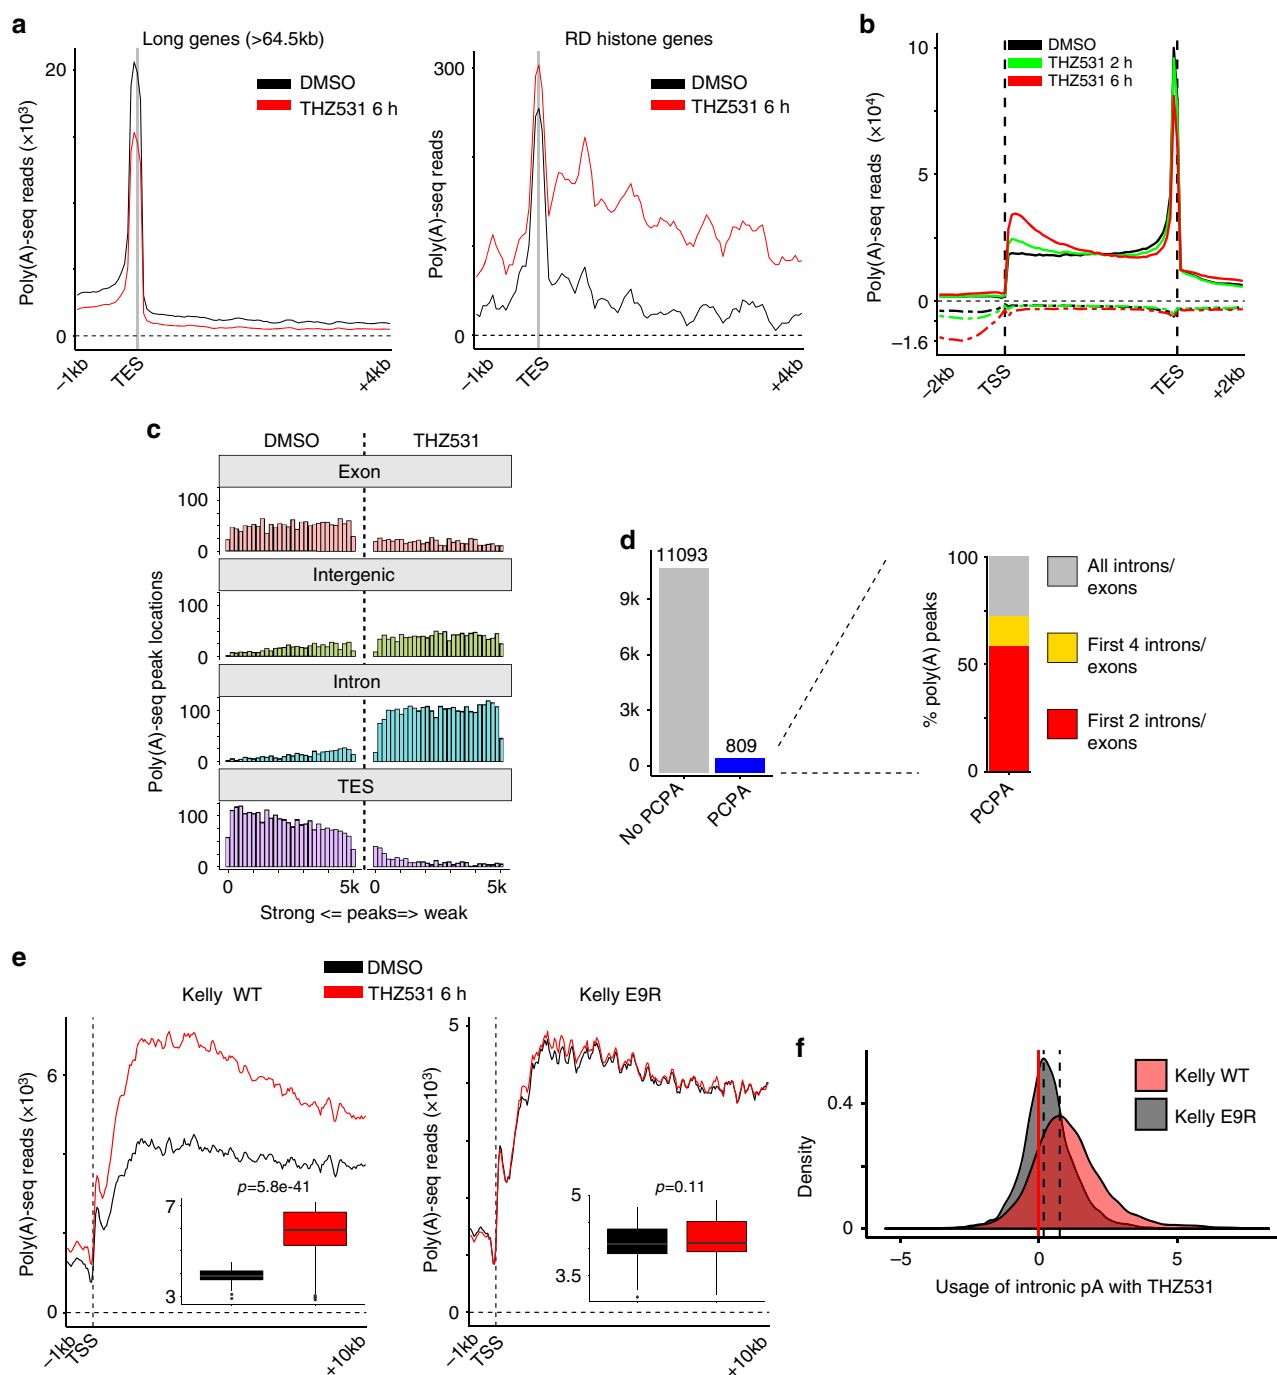 a
Long genes (>64.5kb)
DMSO
THZ531 6 h
Poly(A)-seq reads (×10³)
20
0
−1kb
TES
+4kb
RD histone genes
DMSO
THZ531 6 h
Poly(A)-seq reads
300
0
−1kb
TES
+4kb
b
DMSO
THZ531 2 h
THZ531 6 h
Poly(A)-seq reads (×10⁴)
10
5
2
0
−1.6
−2kb
TSS
TES
+2kb
c
DMSO
THZ531
Poly(A)-seq peak locations
Exon
100
0
Intergenic
100
0
Intron
100
0
TES
100
0
0
5k
0
5k
Strong <= peaks=> weak
d
11093
809
9k
6k
3k
0
No PCPA
PCPA
% poly(A) peaks
100
50
0
PCPA
All introns/
exons
First 4 introns/
exons
First 2 introns/
exons
e
DMSO
THZ531 6 h
Kelly WT
Poly(A)-seq reads (×10³)
6
0
p=5.8e-41
7
3
−1kb
TSS
+10kb
Kelly E9R
Poly(A)-seq reads (×10³)
5
0
p=0.11
5
3.5
−1kb
TSS
+10kb
f
Kelly WT
Kelly E9R
Density
0.4
0
−5
0
5
Usage of intronic pA with THZ531